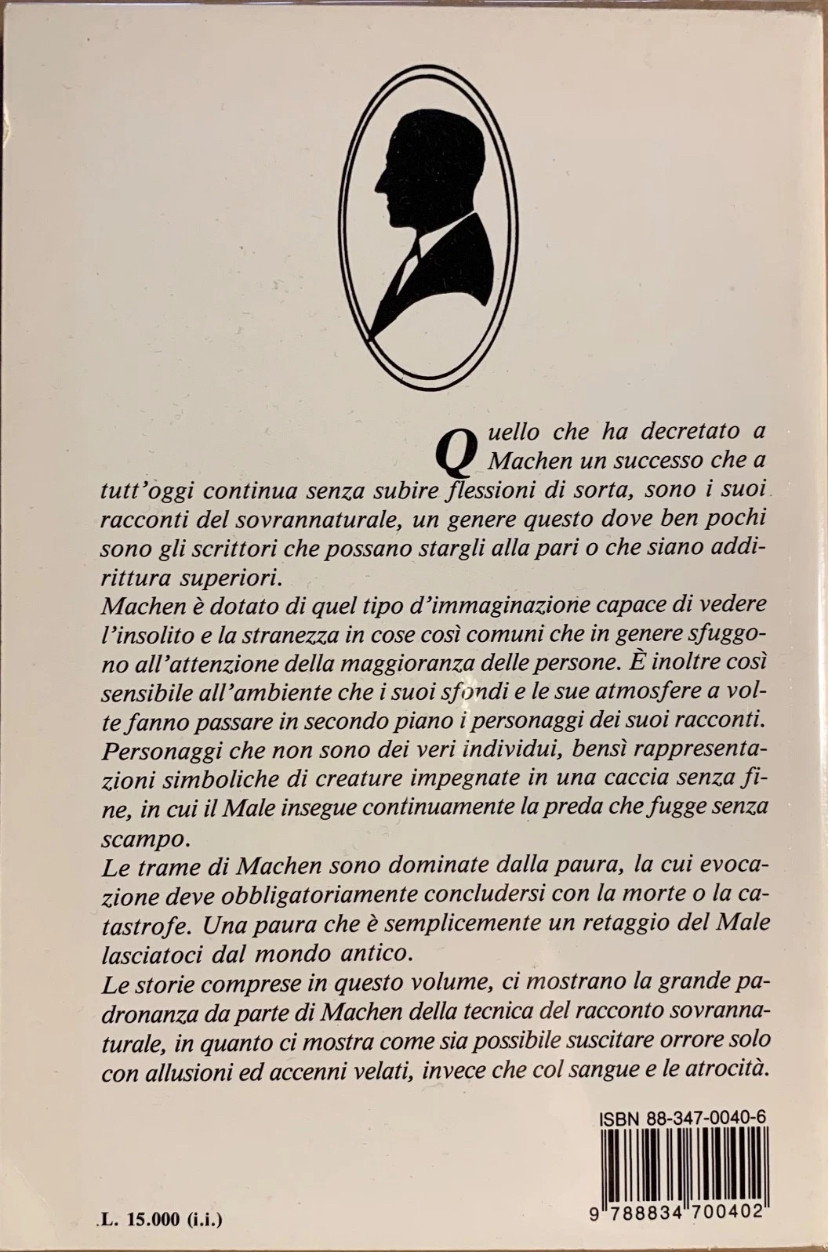 Quello che ha decretato a
Machen un successo che a
tutt'oggi continua senza subire flessioni di sorta, sono i suoi
racconti del sovrannaturale, un genere questo dove ben pochi
sono gli scrittori che possano stargli alla pari o che siano addi-
rittura superiori.
Machen è dotato di quel tipo d'immaginazione capace di vedere
l'insolito e la stranezza in cose così comuni che in genere sfuggo-
no all'attenzione della maggioranza delle persone. È inoltre così
sensibile all'ambiente che i suoi sfondi e le sue atmosfere a vol-
te fanno passare in secondo piano i personaggi dei suoi racconti.
Personaggi che non sono dei veri individui, bensì rappresenta-
zioni simboliche di creature impegnate in una caccia senza fi-
ne, in cui il Male insegue continuamente la preda che fugge senza
scampo.
Le trame di Machen sono dominate dalla paura, la cui evoca-
zione deve obbligatoriamente concludersi con la morte o la ca-
tastrofe. Una paura che è semplicemente un retaggio del Male
lasciatoci dal mondo antico.
Le storie comprese in questo volume, ci mostrano la grande pa-
dronanza da parte di Machen della tecnica del racconto sovranna-
turale, in quanto ci mostra come sia possibile suscitare orrore solo
con allusioni ed accenni velati, invece che col sangue e le atrocità.
ISBN 88-347-0040-6
9 788834 700402
L. 15.000 (i.i.)